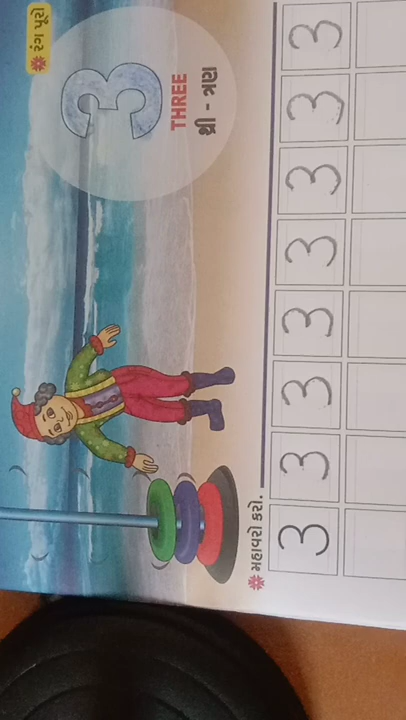 રંગ પૂરો
3
THREE
થ્રી - ત્રણ
મહાવરો કરો.
3 3 3 3 3 3 3 3